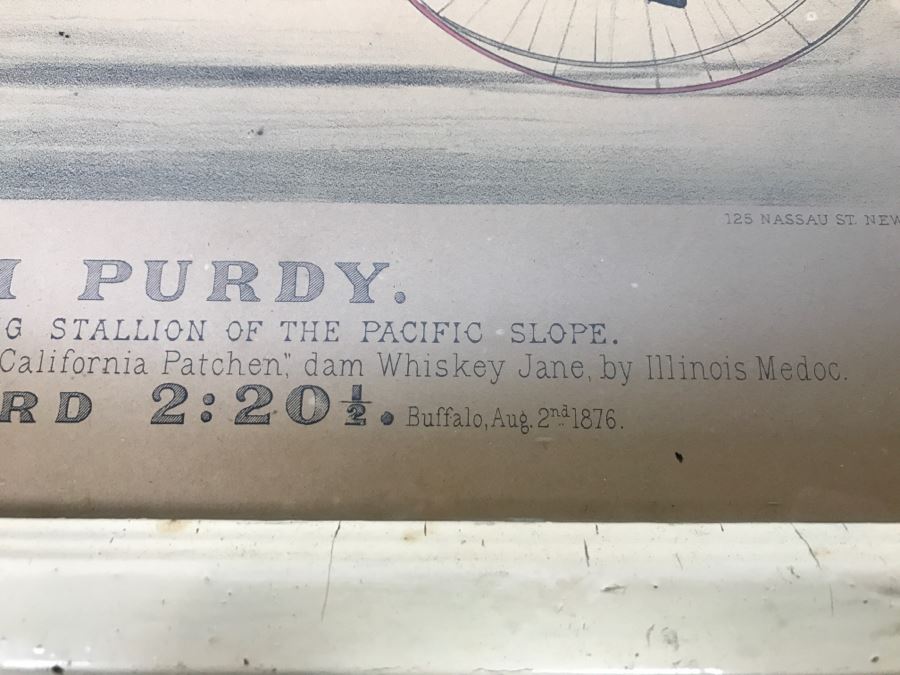 125 NASSAU ST. NEW
M PURDY.
G STALLION OF THE PACIFIC SLOPE.
California Patchen", dam Whiskey Jane, by Illinois Medoc.
RD 2:20½. Buffalo, Aug. 2nd 1876.